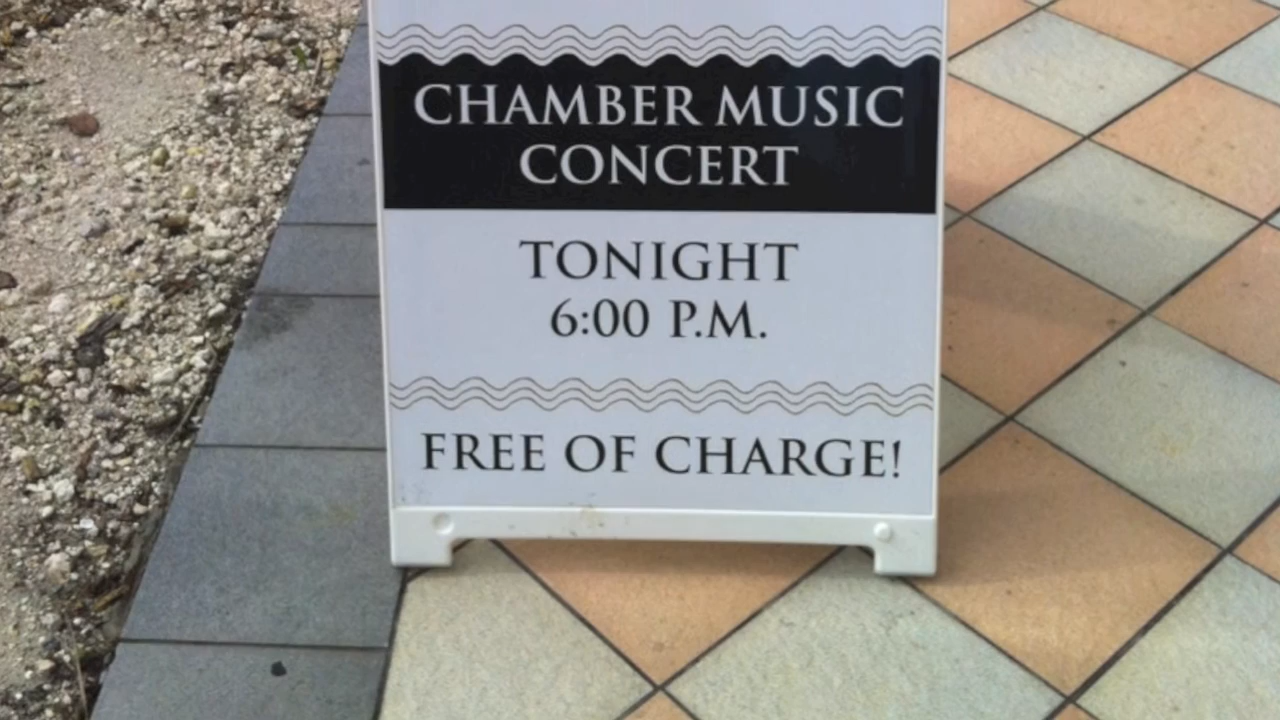 CHAMBER MUSIC
CONCERT
TONIGHT
6:00 P.M.
FREE OF CHARGE!